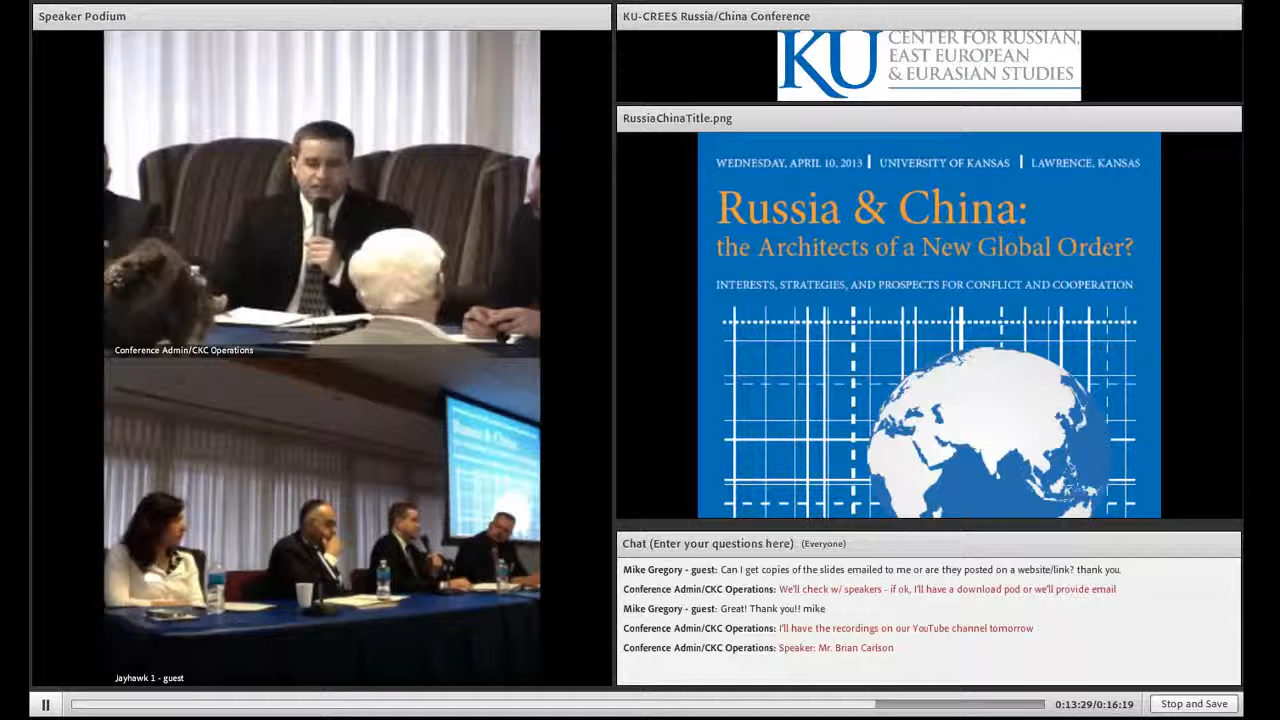 Speaker Podium
Conference Admin/CKC Operations
Jayhawk 1 - guest
KU-CREES Russia/China Conference
KU CENTER FOR RUSSIAN,
EAST EUROPEAN
& EURASIAN STUDIES
RussiaChinaTitle.png
WEDNESDAY, APRIL 10, 2013 | UNIVERSITY OF KANSAS | LAWRENCE, KANSAS
Russia & China:
the Architects of a New Global Order?
INTERESTS, STRATEGIES, AND PROSPECTS FOR CONFLICT AND COOPERATION
Chat (Enter your questions here) (Everyone)
Mike Gregory - guest: Can I get copies of the slides emailed to me or are they posted on a website/link? thank you.
Conference Admin/CKC Operations: We'll check w/ speakers - if ok, I'll have a download pod or we'll provide email
Mike Gregory - guest: Great! Thank you!! mike
Conference Admin/CKC Operations: I'll have the recordings on our YouTube channel tomorrow
Conference Admin/CKC Operations: Speaker: Mr. Brian Carlson
0:13:29/0:16:19
Stop and Save